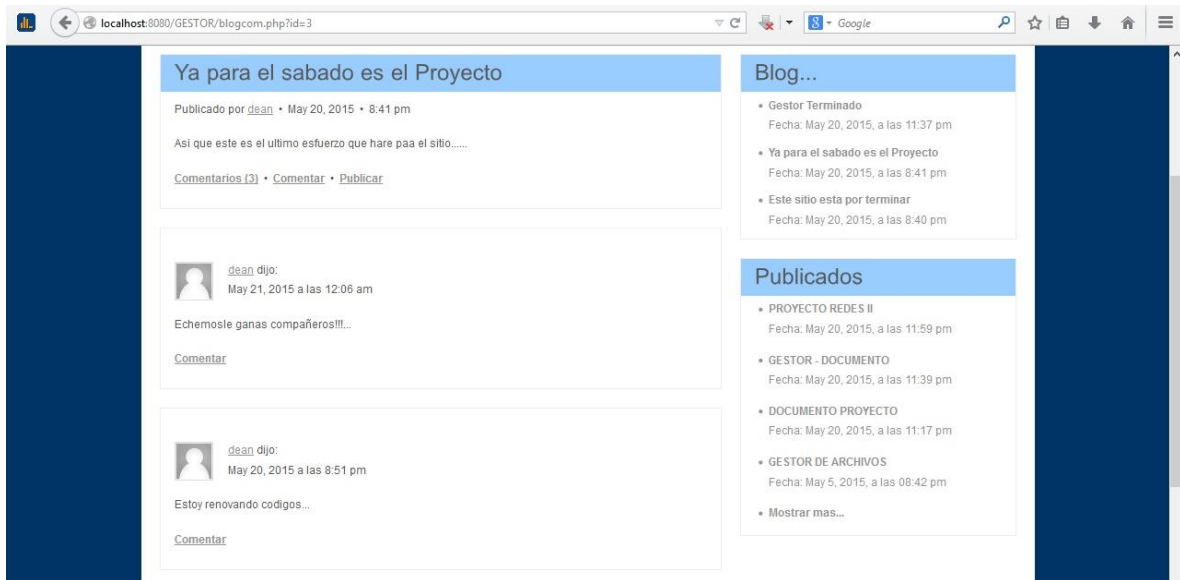 localhost:8080/GESTOR/blogcom.php?id=3
8 Google
Ya para el sabado es el Proyecto
Publicado por dean • May 20, 2015 • 8:41 pm
Asi que este es el ultimo esfuerzo que hare paa el sitio......
Comentarios (3) • Comentar • Publicar
dean dijo:
May 21, 2015 a las 12:06 am
Echemosle ganas compañeros!!!...
Comentar
dean dijo:
May 20, 2015 a las 8:51 pm
Estoy renovando codigos...
Comentar
Blog...
• Gestor Terminado
Fecha: May 20, 2015, a las 11:37 pm
• Ya para el sabado es el Proyecto
Fecha: May 20, 2015, a las 8:41 pm
• Este sitio esta por terminar
Fecha: May 20, 2015, a las 8:40 pm
Publicados
• PROYECTO REDES II
Fecha: May 20, 2015, a las 11:59 pm
• GESTOR - DOCUMENTO
Fecha: May 20, 2015, a las 11:39 pm
• DOCUMENTO PROYECTO
Fecha: May 20, 2015, a las 11:17 pm
• GESTOR DE ARCHIVOS
Fecha: May 5, 2015, a las 08:42 pm
• Mostrar mas...